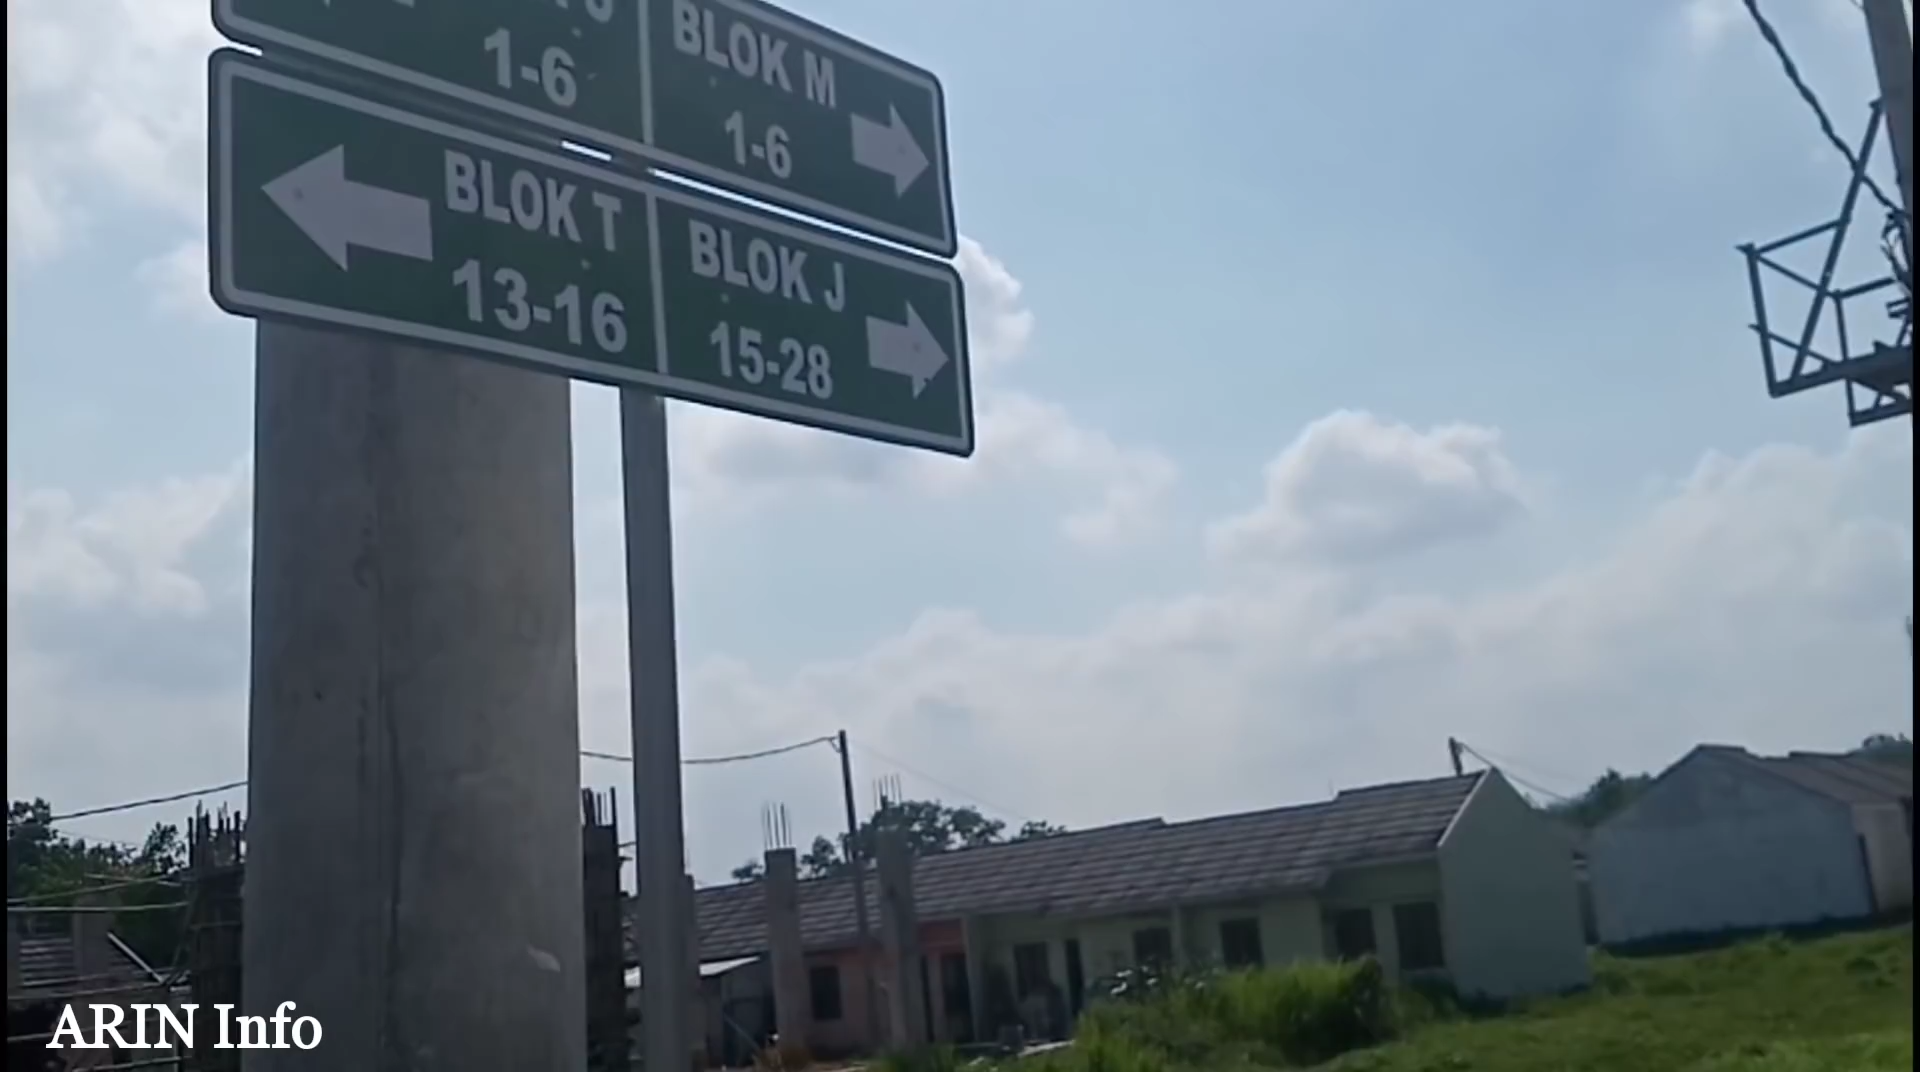 1-6
BLOK M
1-6
BLOK T
13-16
BLOK J
15-28
ARIN Info